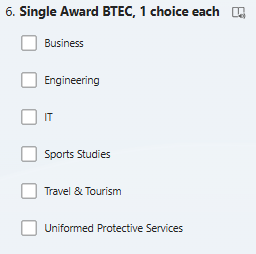 6. Single Award BTEC, 1 choice each
Business
Engineering
IT
Sports Studies
Travel & Tourism
Uniformed Protective Services